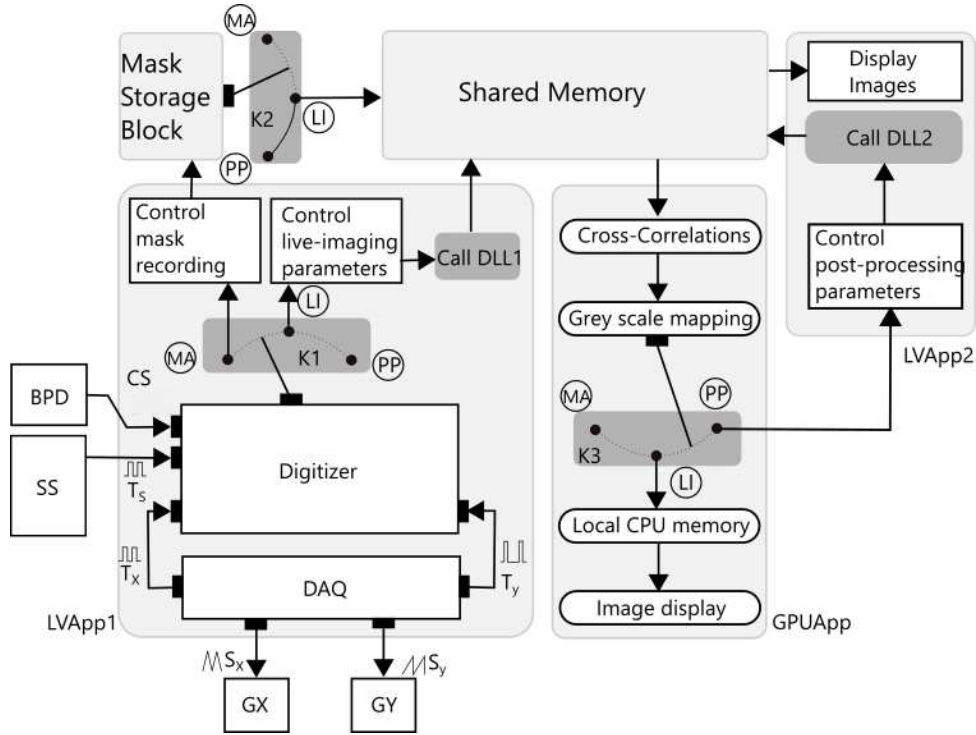 MA
Mask
Storage
Block
K2
LI
PP
Shared Memory
Display
Images
Call DLL2
Control
mask
recording
Control
live-imaging
parameters
Call DLL1
LI
MA
K1
PP
Cross-Correlations
Grey scale mapping
Control
post-processing
parameters
LVApp2
MA
PP
K3
LI
Local CPU memory
Image display
GPUApp
CS
BPD
SS
Ts
Digitizer
Tx
Ty
DAQ
LVApp1
Sx
Sy
GX
GY